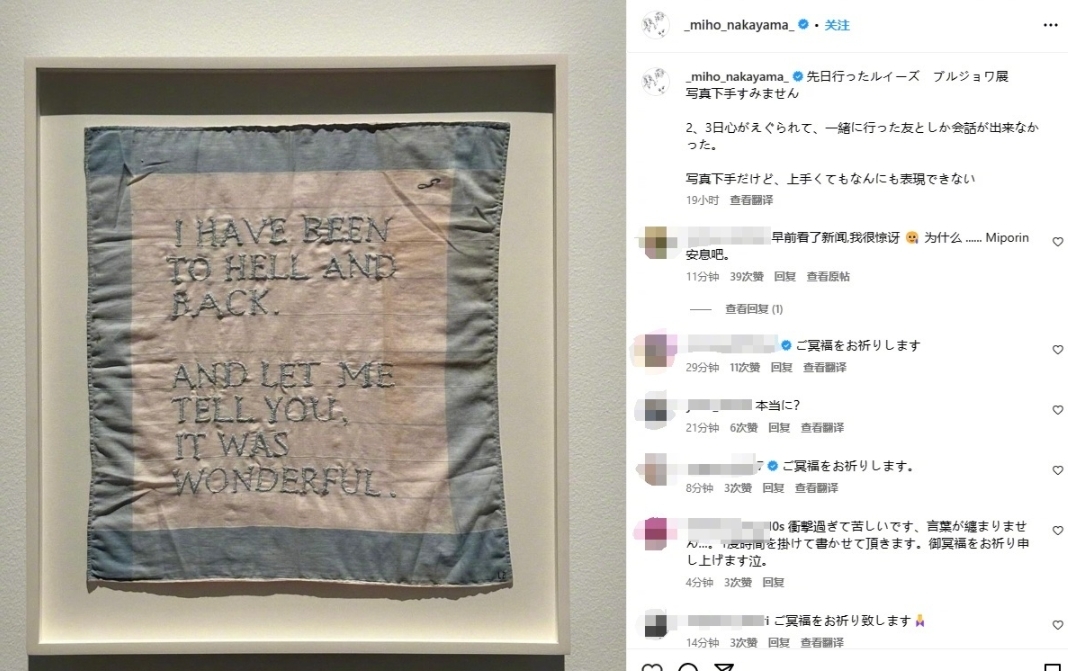 I HAVE BEEN
TO HELL AND
BACK.
AND LET ME
TELL YOU,
IT WAS
WONDERFUL.
_miho_nakayama_ • 关注
_miho_nakayama_ 先日行ったルイーズ　ブルジョワ展
写真下手すみません
2、3日心がえぐられて、一緒に行った友としか会話が出来なか
った。
写真下手だけど、上手くてもなんにも表現できない
19小时 查看翻译
早前看了新闻,我很惊讶 为什么 ...... Miporin
安息吧。
11分钟 39次赞 回复 查看原帖
查看回复 (1)
ご冥福をお祈りします
29分钟 11次赞 回复 查看翻译
本当に?
21分钟 6次赞 回复 查看翻译
7 ご冥福をお祈りします。
8分钟 3次赞 回复 查看翻译
l0s 衝撃過ぎて苦しいです、言葉が纏まりませ
ん...。1度時間を掛けて書かせて頂きます。御冥福をお祈り申
し上げます泣。
4分钟 3次赞 回复
i ご冥福をお祈り致します
14分钟 3次赞 回复 查看翻译